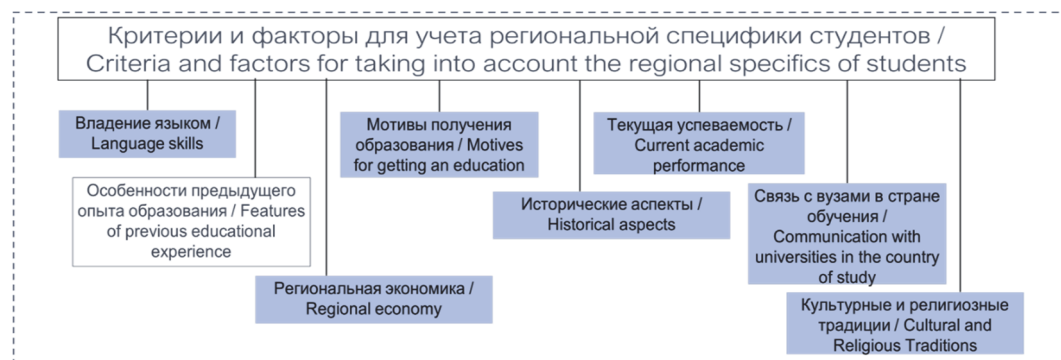 Критерии и факторы для учета региональной специфики студентов /
Criteria and factors for taking into account the regional specifics of students
Владение языком /
Language skills
Особенности предыдущего
опыта образования / Features
of previous educational
experience
Региональная экономика /
Regional economy
Мотивы получения
образования / Motives
for getting an education
Исторические аспекты /
Historical aspects
Текущая успеваемость /
Current academic
performance
Связь с вузами в стране
обучения /
Communication with
universities in the country
of study
Культурные и религиозные
традиции / Cultural and
Religious Traditions